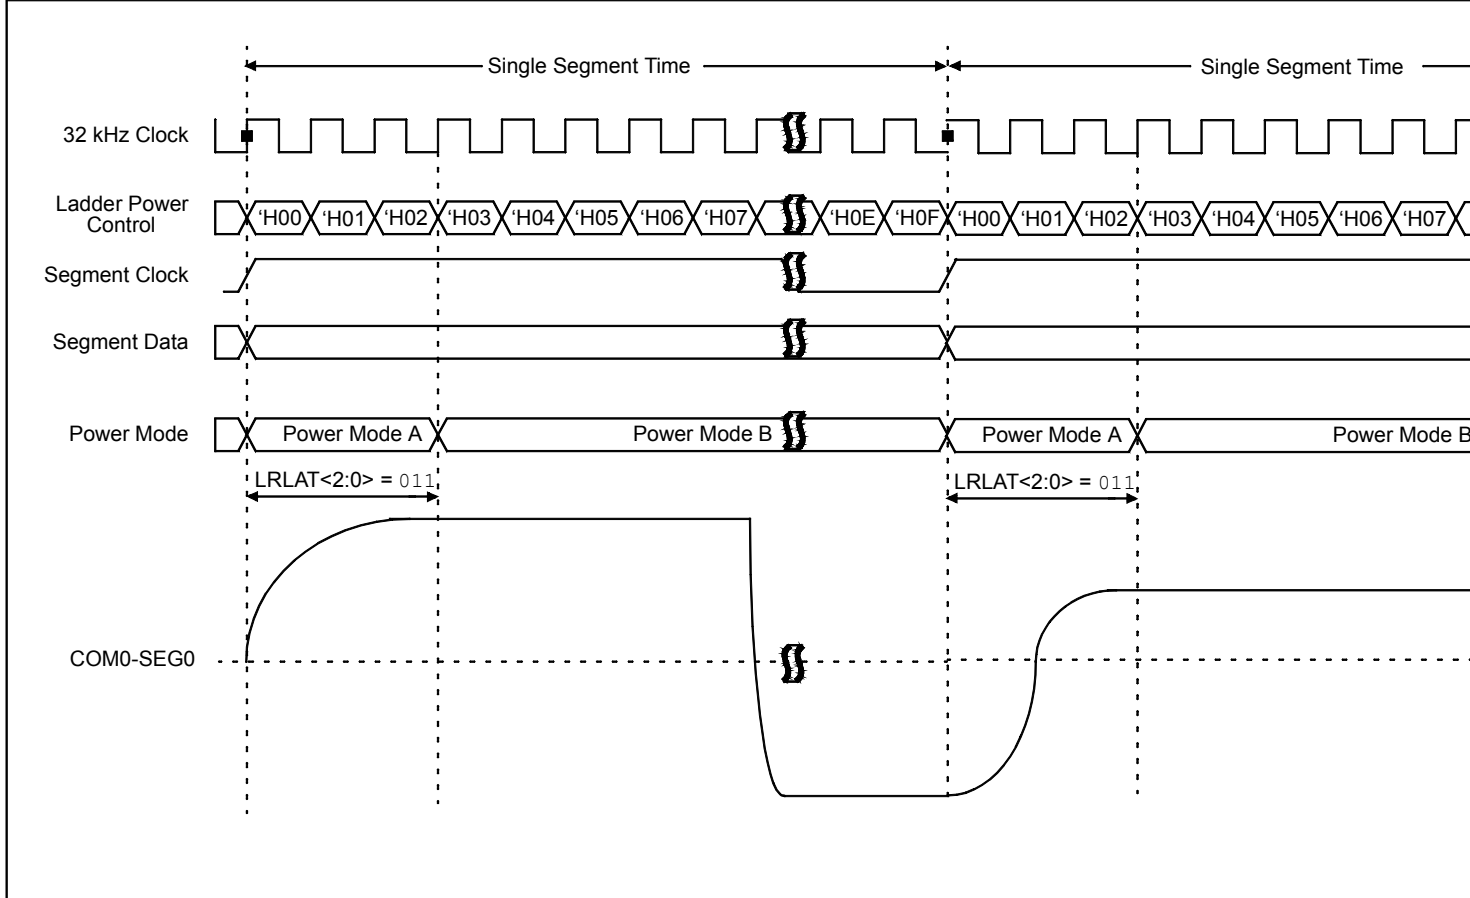 Single Segment Time Single Segment Time
32 kHz Clock
Ladder Power
Control
‘H00 ‘H01 ‘H02 ‘H03 ‘H04 ‘H05 ‘H06 ‘H07 ‘H0E ‘H0F ‘H00 ‘H01 ‘H02 ‘H03 ‘H04 ‘H05 ‘H06 ‘H07
Segment Clock
Segment Data
Power Mode Power Mode A Power Mode B Power Mode A Power Mode B
LRLAT<2:0> = 011 LRLAT<2:0> = 011
COM0-SEG0